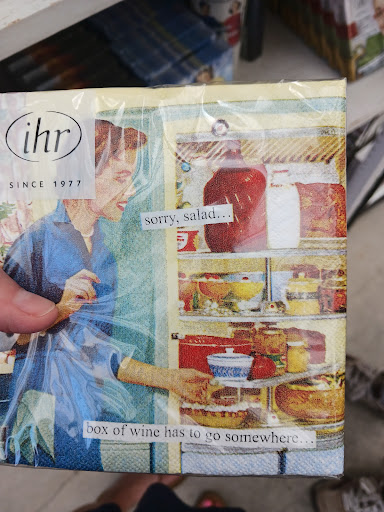 ihr
SINCE 1977
sorry, salad...
box of wine has to go somewhere...